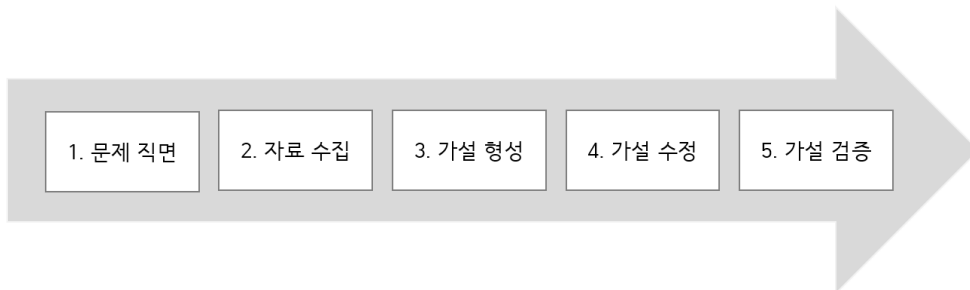 1. 문제 직면
2. 자료 수집
3. 가설 형성
4. 가설 수정
5. 가설 검증